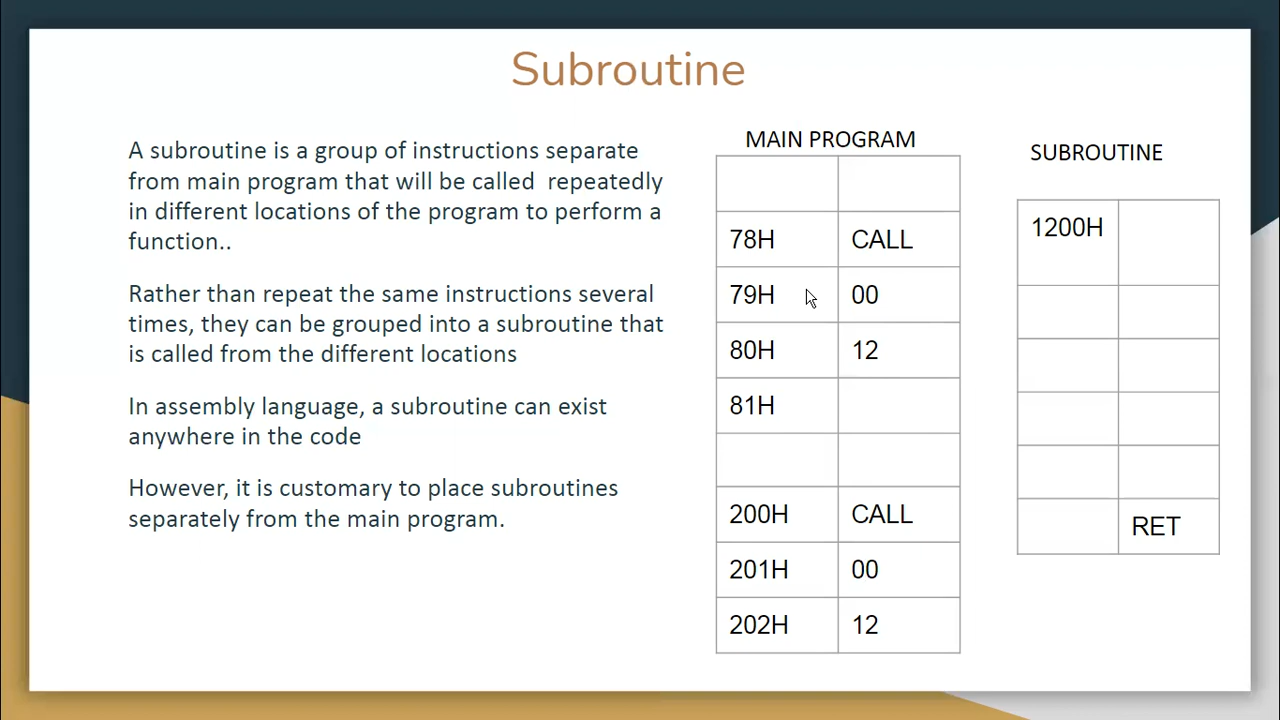 Subroutine
A subroutine is a group of instructions separate
from main program that will be called repeatedly
in different locations of the program to perform a
function..
Rather than repeat the same instructions several
times, they can be grouped into a subroutine that
is called from the different locations
In assembly language, a subroutine can exist
anywhere in the code
However, it is customary to place subroutines
separately from the main program.
MAIN PROGRAM
78H CALL
79H 00
80H 12
81H
200H CALL
201H 00
202H 12
SUBROUTINE
1200H
RET